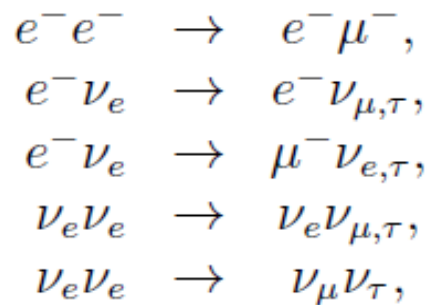 e⁻e⁻ → e⁻μ⁻,
e⁻ν_e → e⁻ν_{μ,τ},
e⁻ν_e → μ⁻ν_{e,τ},
ν_eν_e → ν_eν_{μ,τ},
ν_eν_e → ν_μν_τ,